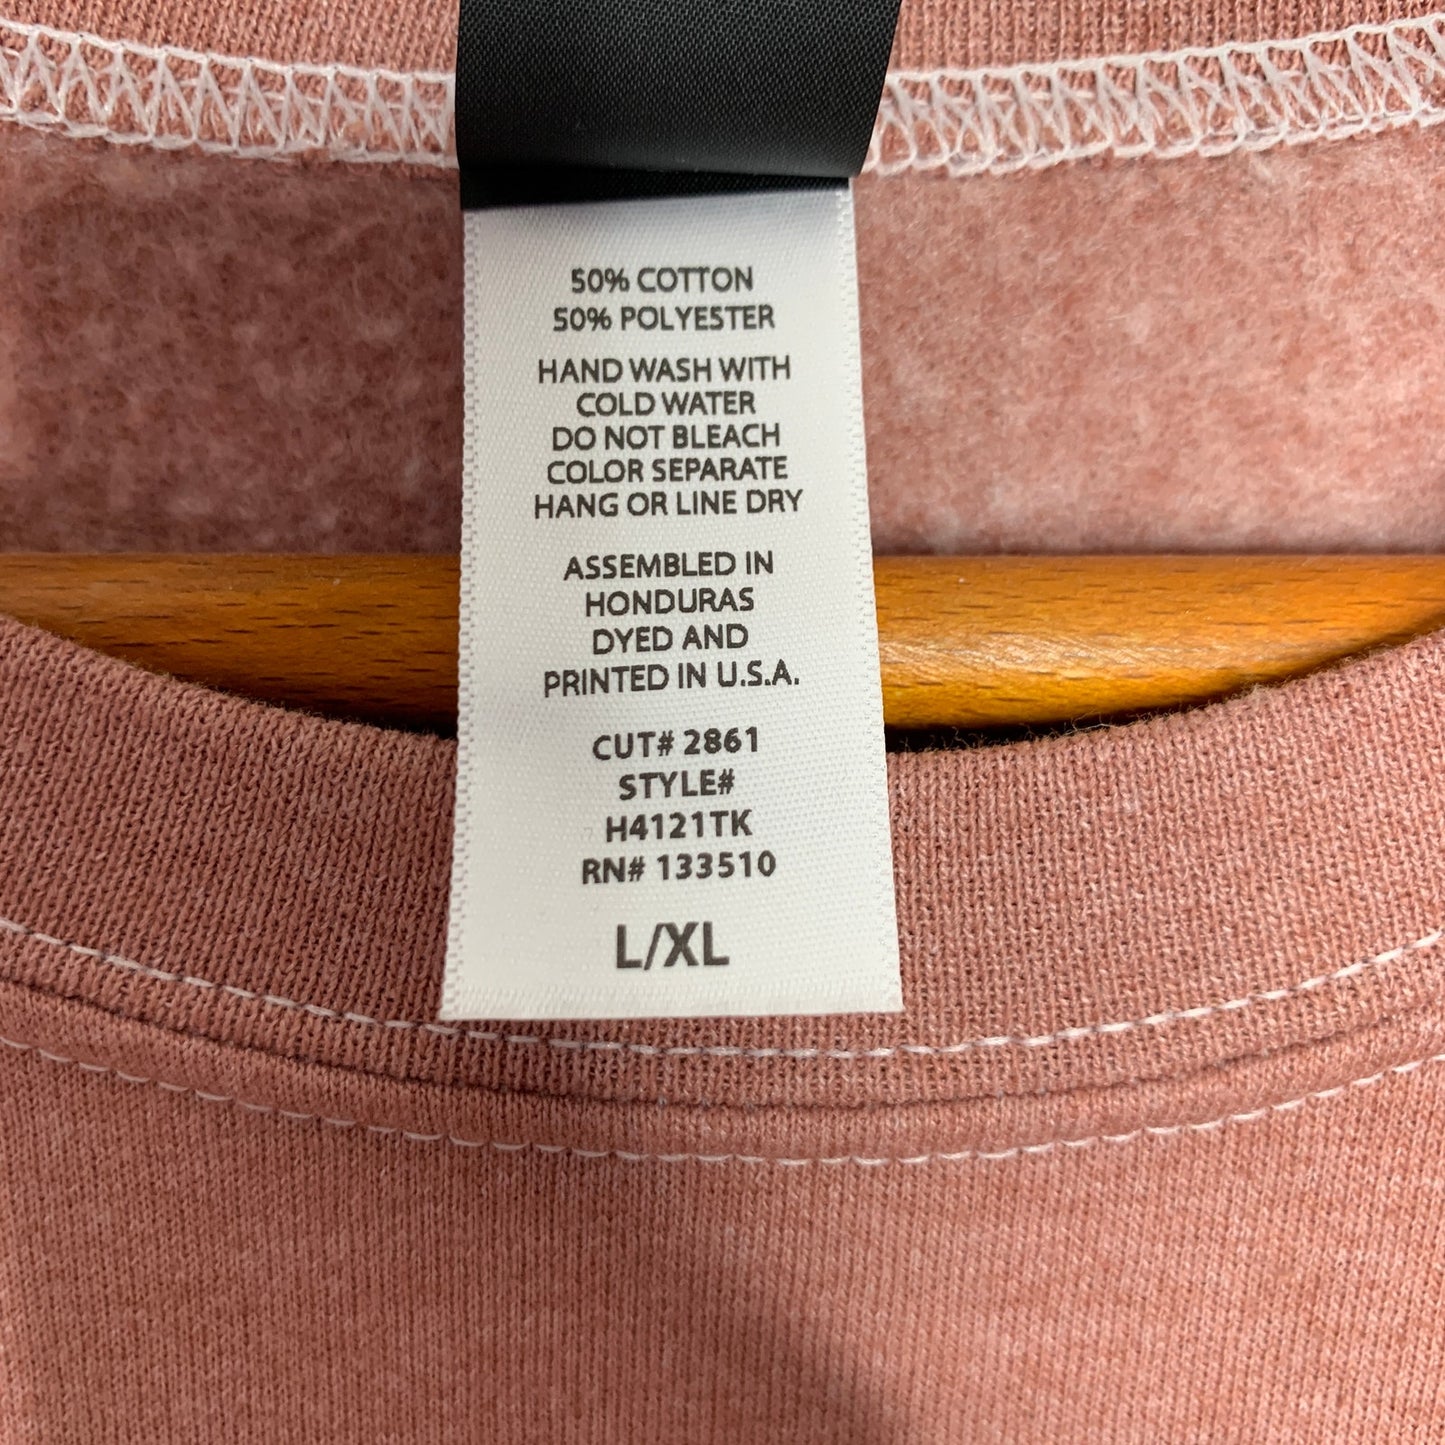 50% COTTON
50% POLYESTER
HAND WASH WITH
COLD WATER
DO NOT BLEACH
COLOR SEPARATE
HANG OR LINE DRY
ASSEMBLED IN
HONDURAS
DYED AND
PRINTED IN U.S.A.
CUT# 2861
STYLE#
H4121TK
RN# 133510
L/XL